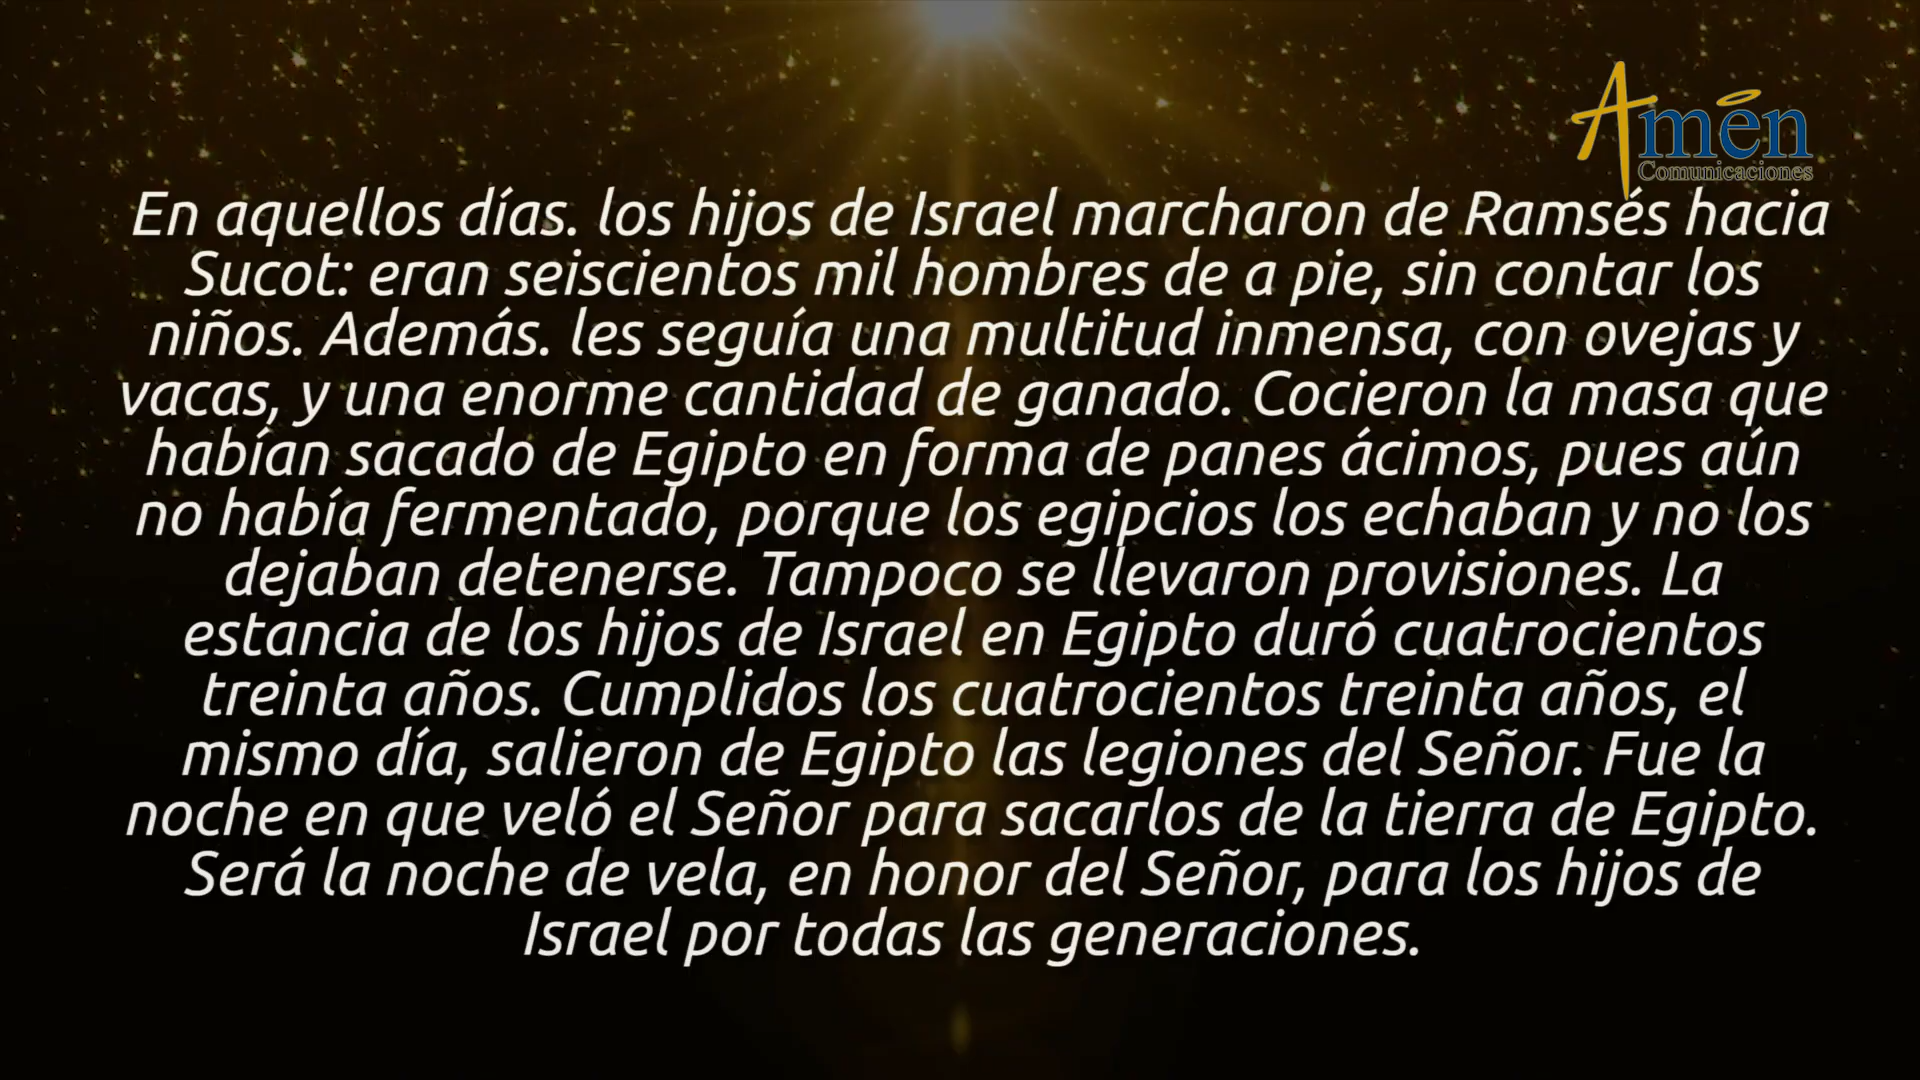 Amén
Comunicaciones
En aquellos días. los hijos de Israel marcharon de Ramsés hacia
Sucot: eran seiscientos mil hombres de a pie, sin contar los
niños. Además. les seguía una multitud inmensa, con ovejas y
vacas, y una enorme cantidad de ganado. Cocieron la masa que
habían sacado de Egipto en forma de panes ácimos, pues aún
no había fermentado, porque los egipcios los echaban y no los
dejaban detenerse. Tampoco se llevaron provisiones. La
estancia de los hijos de Israel en Egipto duró cuatrocientos
treinta años. Cumplidos los cuatrocientos treinta años, el
mismo día, salieron de Egipto las legiones del Señor. Fue la
noche en que veló el Señor para sacarlos de la tierra de Egipto.
Será la noche de vela, en honor del Señor, para los hijos de
Israel por todas las generaciones.